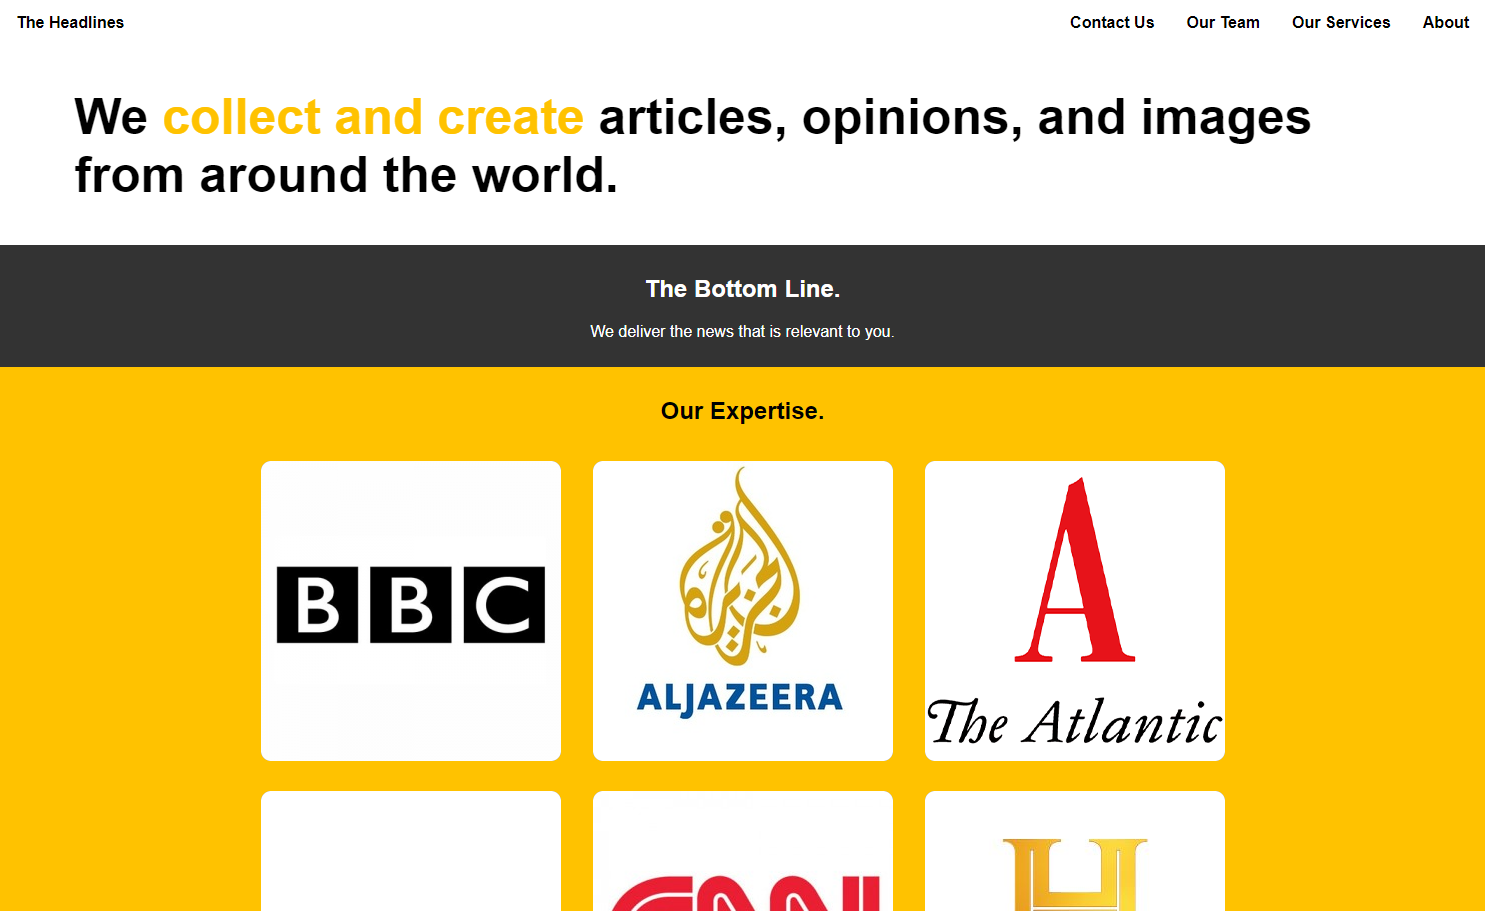 The Headlines
Contact Us Our Team Our Services About
We collect and create articles, opinions, and images
from around the world.
The Bottom Line.
We deliver the news that is relevant to you.
Our Expertise.
BBC
الجزيرة
ALJAZEERA
A
The Atlantic
CNN
H